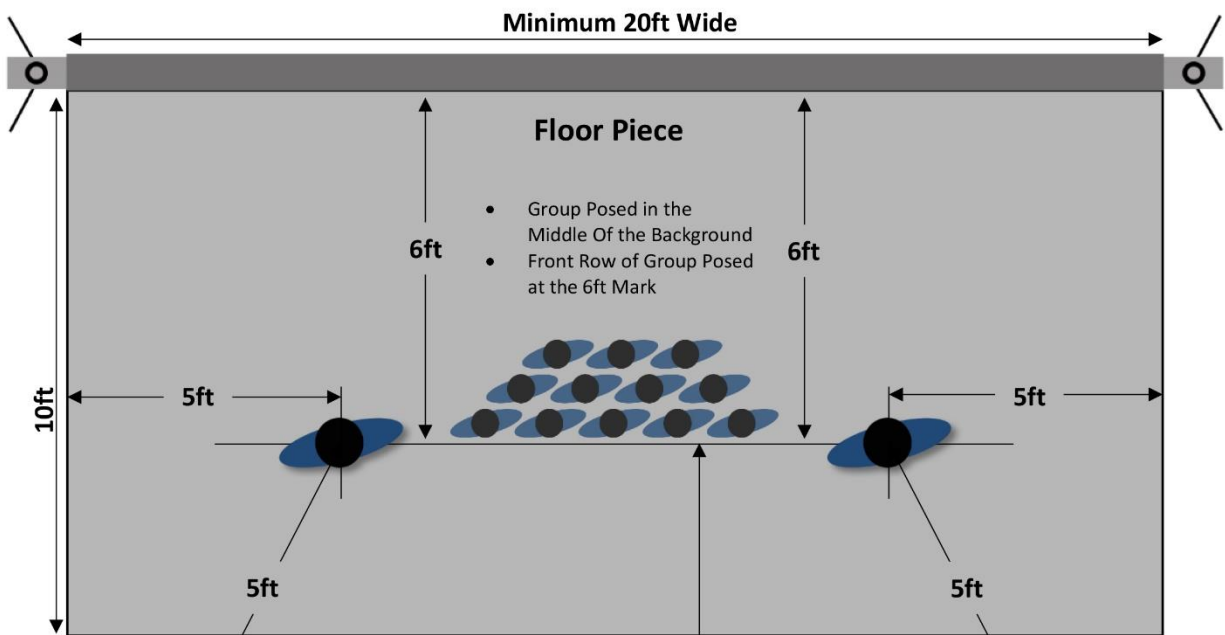 Minimum 20ft Wide
Floor Piece
● Group Posed in the
Middle Of the Background
● Front Row of Group Posed
at the 6ft Mark
6ft
6ft
5ft
5ft
10ft
5ft
5ft